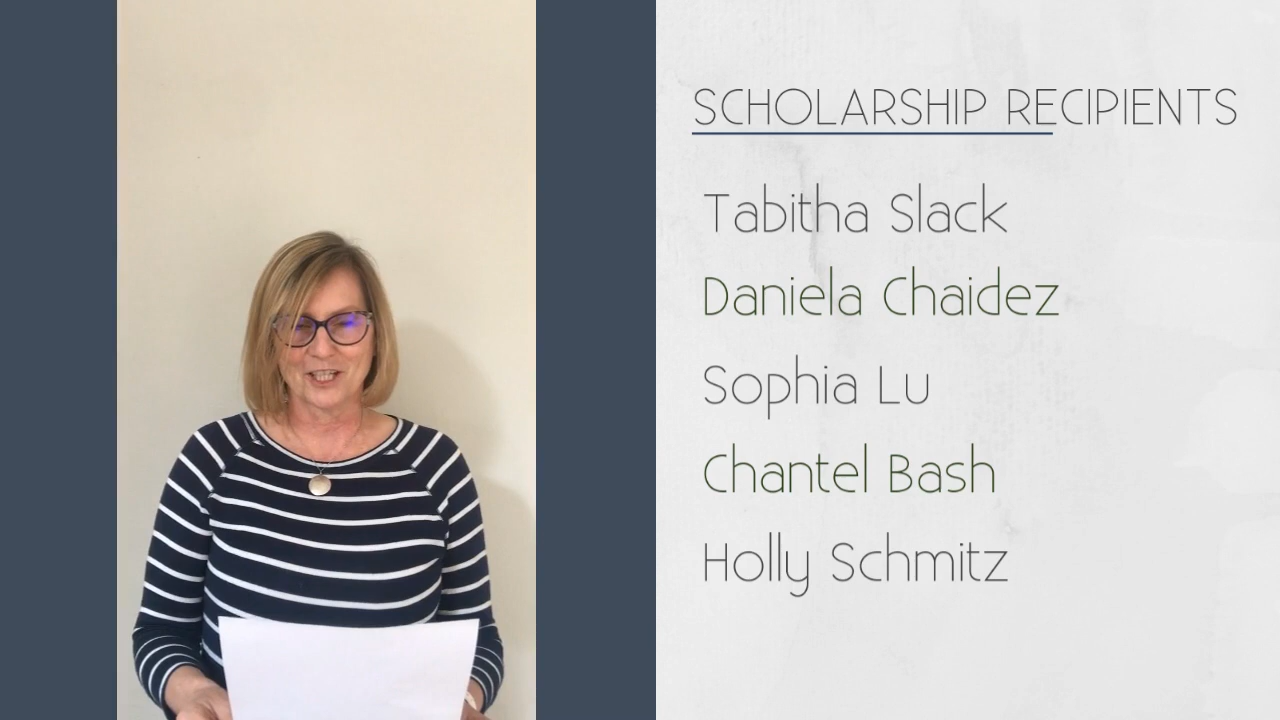 SCHOLARSHIP RECIPIENTS
Tabitha Slack
Daniela Chaidez
Sophia Lu
Chantel Bash
Holly Schmitz